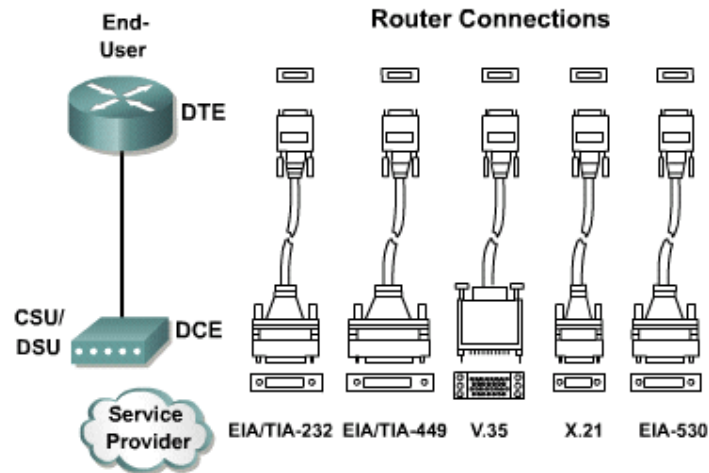 End-
User
Router Connections
DTE
CSU/
DSU
DCE
Service
Provider
EIA/TIA-232 EIA/TIA-449 V.35 X.21 EIA-530